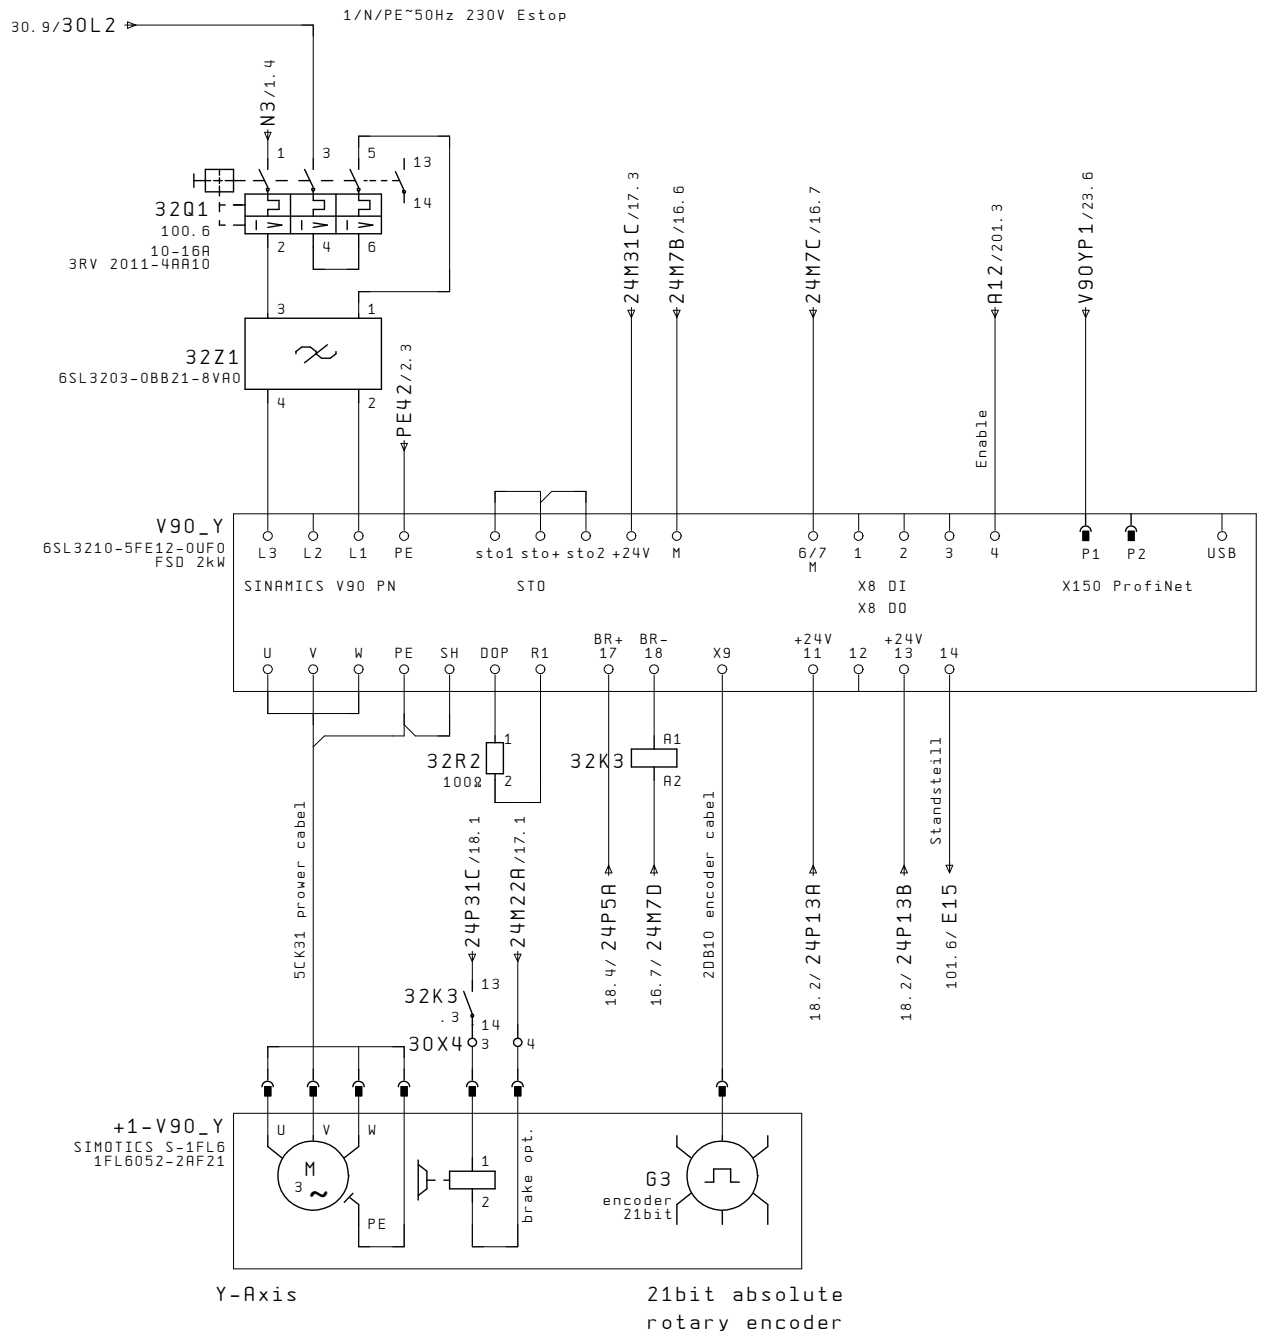 1/N/PE~50Hz 230V Estop
30.9/30L2
N3/1.4
1 3 5 13
14
32Q1
100.6
10-16A
3RV 2011-4AA10
2 4 6
3 1
32Z1
6SL3203-0BB21-8VA0
4 2
PE42/2.3
24M31C/17.3
24M7B/16.6
24M7C/16.7
A12/201.3
Enable
V90YP1/23.6
V90_Y
6SL3210-5FE12-0UF0
FSD 2kW
L3 L2 L1 PE sto1 sto+ sto2 +24V M 6/7 1 2 3 4 P1 P2 USB
M
SINAMICS V90 PN STO X8 DI X150 ProfiNet
X8 DO
BR+ BR- +24V +24V
U V W PE SH DOP R1 17 18 X9 11 12 13 14
32R2
100Ω
1
2
32K3
A1
A2
5CK31 prower cabel
24P31C/18.1
24M22A/17.1
18.4/24P5A
16.7/24M7D
2DB10 encoder cabel
18.2/24P13A
18.2/24P13B
Standsteill
101.6/E15
32K3
.3
13
14
30X4 3 4
+1-V90_Y
SIMOTICS S-1FL6
1FL6052-2AF21
U V W
M
3 ~
PE
1
2
brake opt.
G3
encoder
21bit
Y-Axis
21bit absolute
rotary encoder